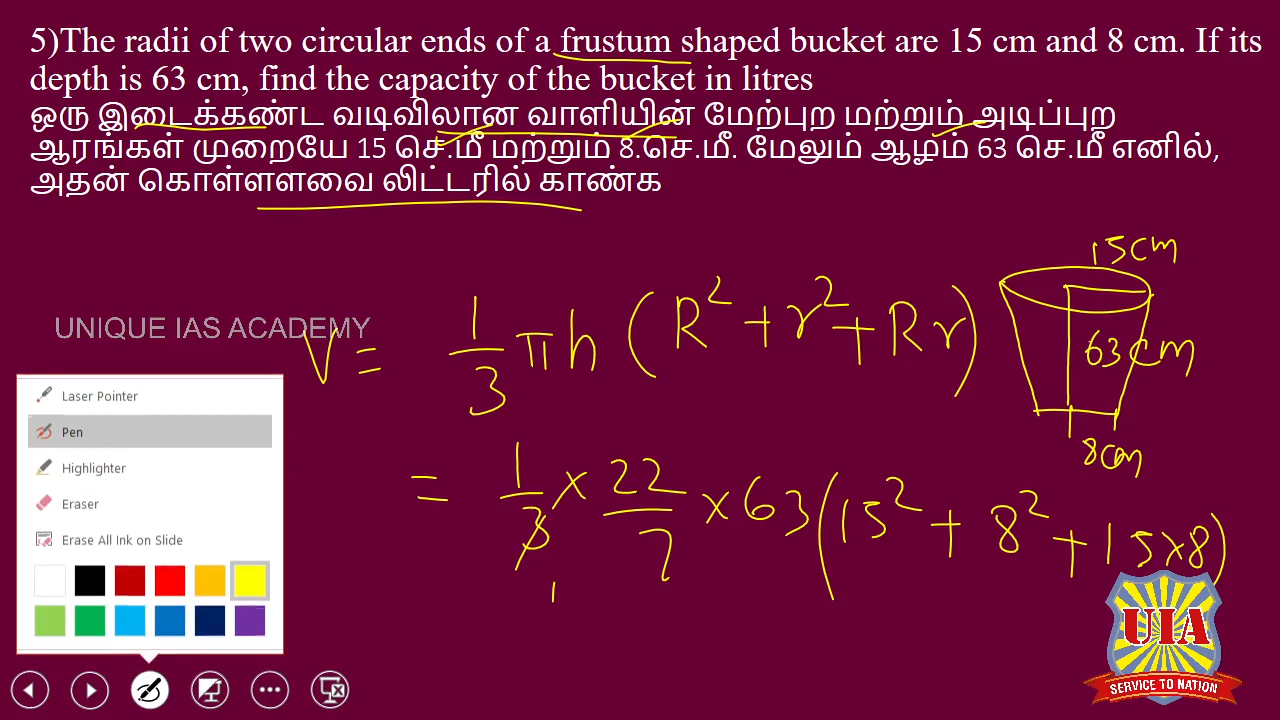 5)The radii of two circular ends of a frustum shaped bucket are 15 cm and 8 cm. If its
depth is 63 cm, find the capacity of the bucket in litres
ஒரு இடைக்கண்ட வடிவிலான வாளியின் மேற்புற மற்றும் அடிப்புற
ஆரங்கள் முறையே 15 செ.மீ மற்றும் 8.செ.மீ. மேலும் ஆழம் 63 செ.மீ எனில்,
அதன் கொள்ளளவை லிட்டரில் காண்க
15cm
UNIQUE IAS ACADEMY
V = 1/3 πh (R² + r² + Rr)
63cm
8cm
= 1/3 × 22/7 × 63 (15² + 8² + 15×8)
1
Laser Pointer
Pen
Highlighter
Eraser
Erase All Ink on Slide
UIA
SERVICE TO NATION